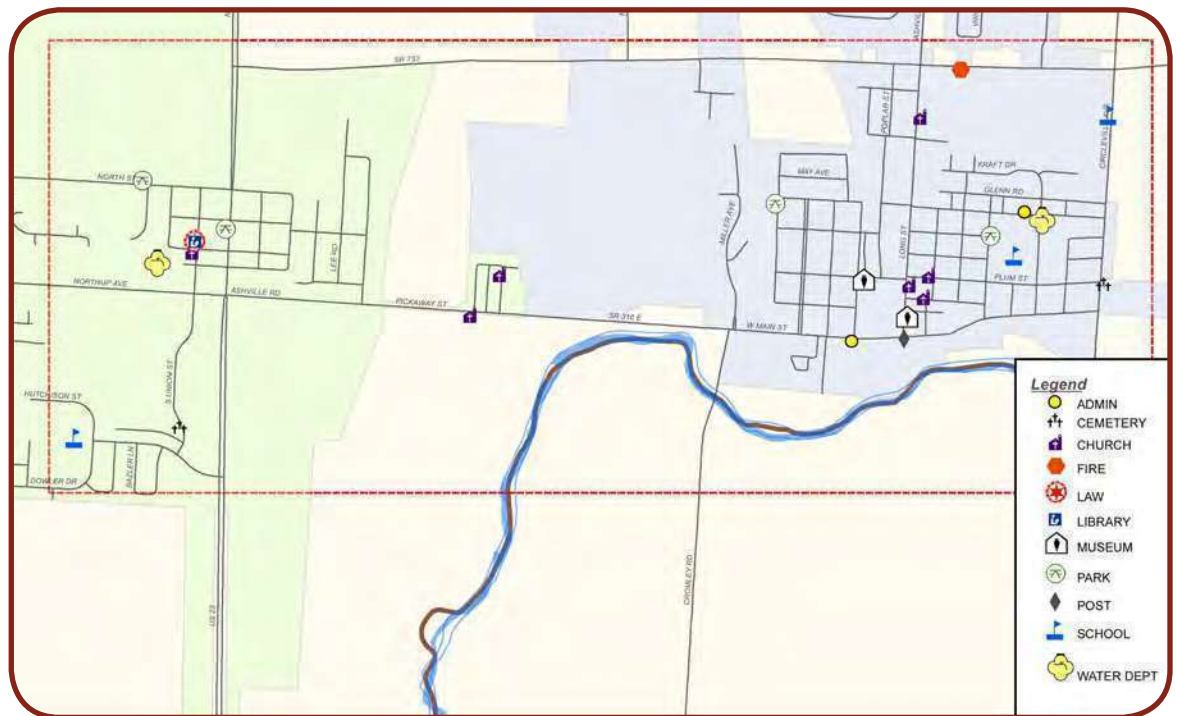 SR 752
POPLAR ST
NORTH ST
MAY AVE
KRAFT DR
GLENN RD
MILLER AVE
LONG ST
LEE RD
PLUM ST
NORTHUP AVE
ASHVILLE RD
PICKAWAY ST
SR 316 E
W MAIN ST
S UNION ST
HUTCHISON ST
BAZLER LN
DOWLER DR
US 23
CROMLEY RD
Legend
ADMIN
CEMETERY
CHURCH
FIRE
LAW
LIBRARY
MUSEUM
PARK
POST
SCHOOL
WATER DEPT